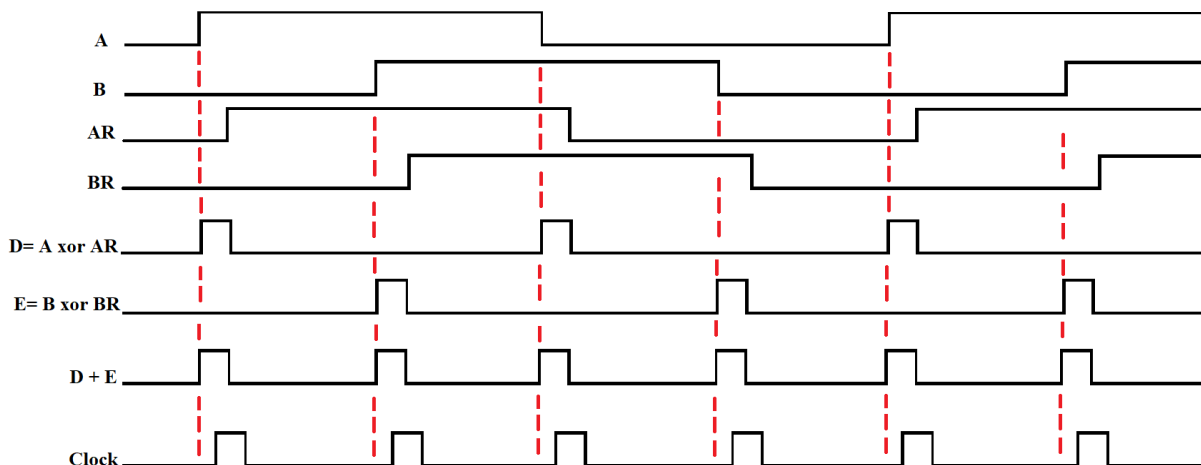 A
B
AR
BR
D= A xor AR
E= B xor BR
D + E
Clock